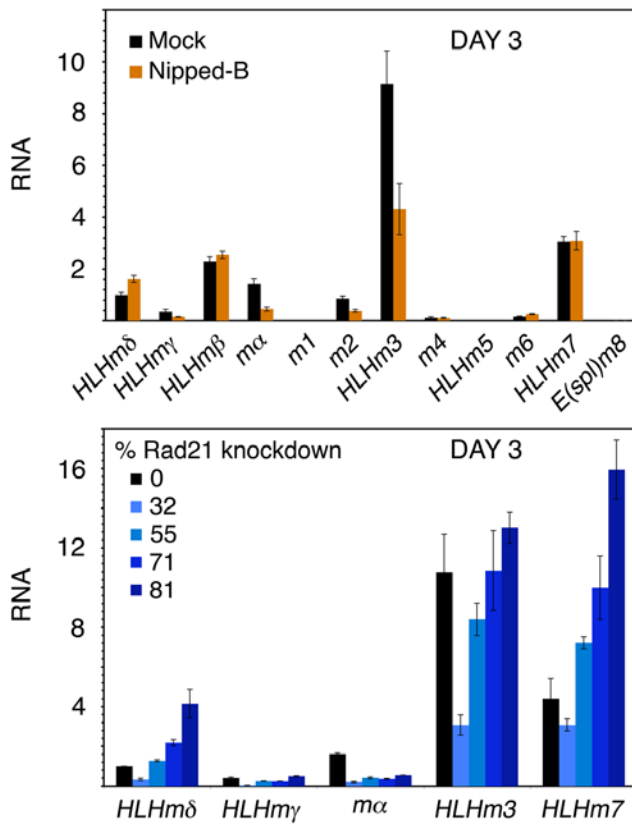 Mock
DAY 3
Nipped-B
10
8
6
4
2
RNA
HLHmδ
HLHmγ
HLHmβ
mα
m1
m2
HLHm3
m4
HLHm5
m6
HLHm7
E(spl)m8
% Rad21 knockdown
DAY 3
0
32
55
71
81
16
12
8
4
RNA
HLHmδ
HLHmγ
mα
HLHm3
HLHm7